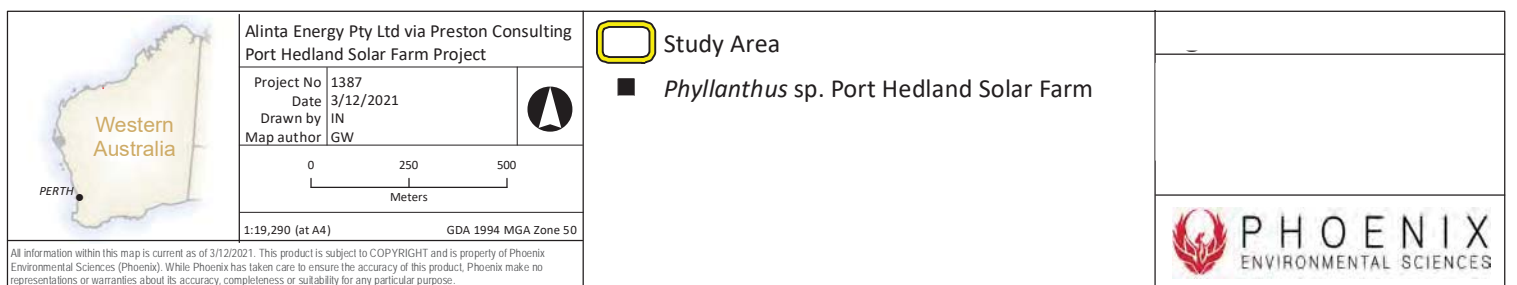 Western
Australia
PERTH
Alinta Energy Pty Ltd via Preston Consulting
Port Hedland Solar Farm Project
Project No 1387
Date 3/12/2021
Drawn by IN
Map author GW
0 250 500
Meters
1:19,290 (at A4) GDA 1994 MGA Zone 50
All information within this map is current as of 3/12/2021. This product is subject to COPYRIGHT and is property of Phoenix
Environmental Sciences (Phoenix). While Phoenix has taken care to ensure the accuracy of this product, Phoenix make no
representations or warranties about its accuracy, completeness or suitability for any particular purpose.
Study Area
Phyllanthus sp. Port Hedland Solar Farm
PHOENIX
ENVIRONMENTAL SCIENCES